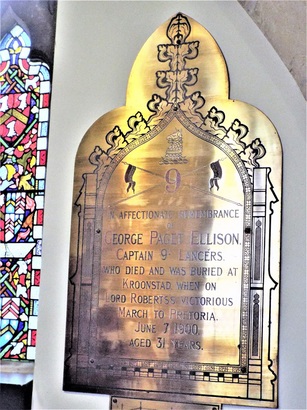 9
IN AFFECTIONATE REMEMBRANCE
GEORGE PAGET ELLISON.
CAPTAIN 9TH LANCERS.
WHO DIED AND WAS BURIED AT
KROONSTAD WHEN ON
LORD ROBERTS'S VICTORIOUS
MARCH TO PRETORIA.
JUNE 7 1900.
AGED 31 YEARS.